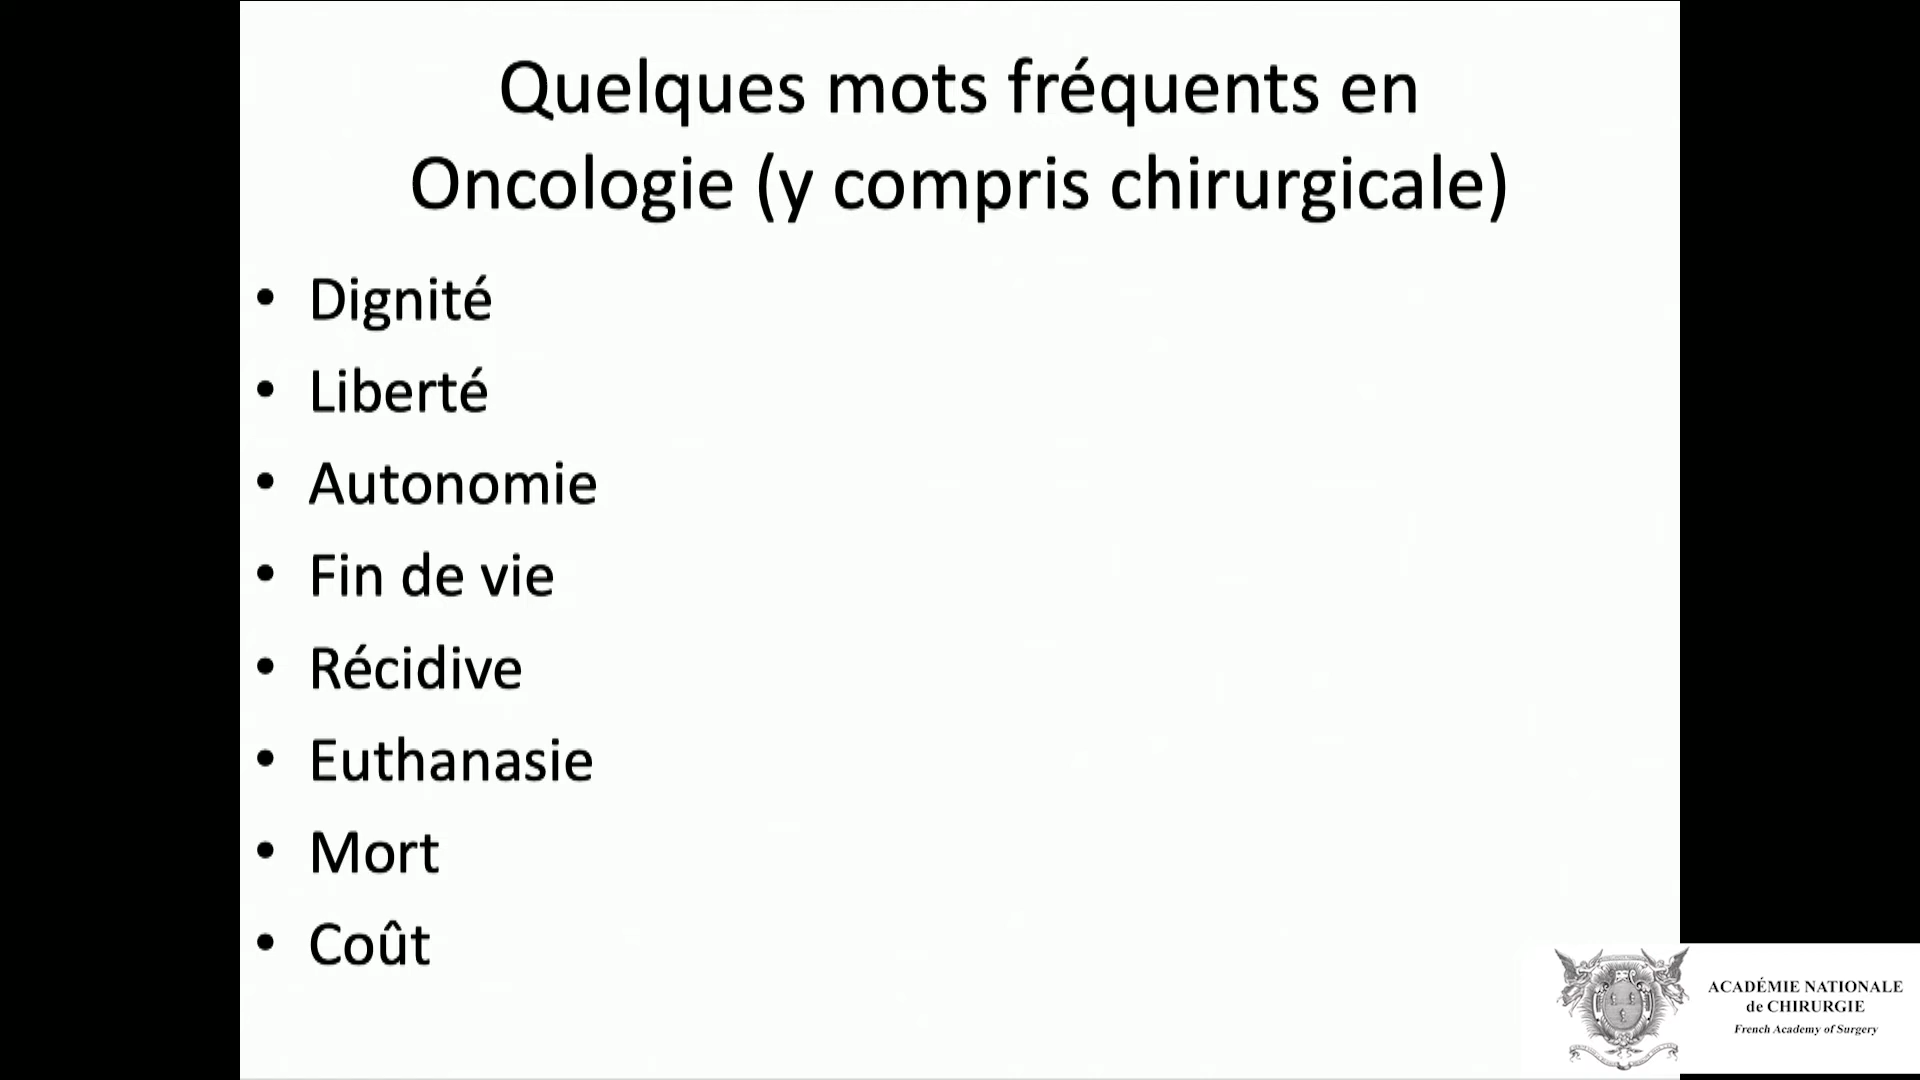 Quelques mots fréquents en
Oncologie (y compris chirurgicale)
• Dignité
• Liberté
• Autonomie
• Fin de vie
• Récidive
• Euthanasie
• Mort
• Coût
ACADÉMIE NATIONALE
de CHIRURGIE
French Academy of Surgery